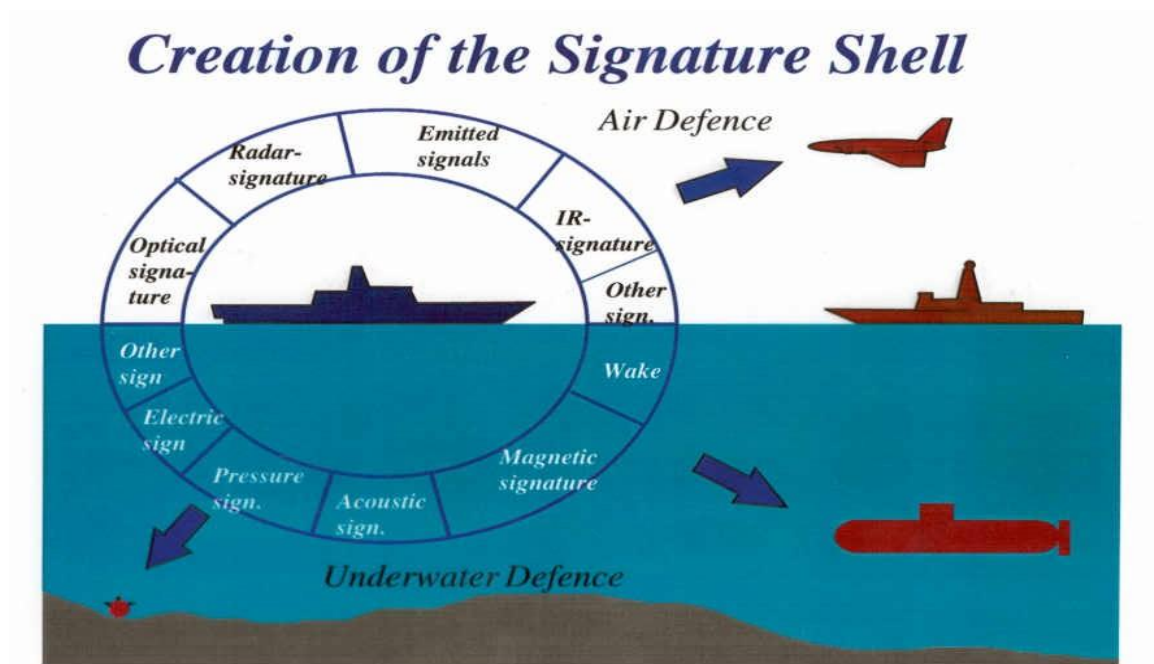 Creation of the Signature Shell
Air Defence
Emitted
signals
Radar-
signature
IR-
signature
Optical
signa-
ture
Other
sign.
Other
sign
Wake
Electric
sign
Magnetic
signature
Pressure
sign.
Acoustic
sign.
Underwater Defence